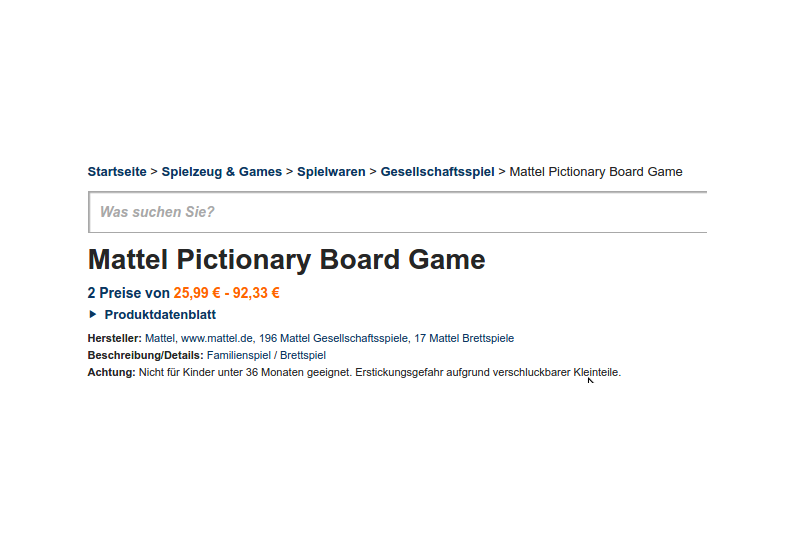 Startseite > Spielzeug & Games > Spielwaren > Gesellschaftsspiel > Mattel Pictionary Board Game
Was suchen Sie?
Mattel Pictionary Board Game
2 Preise von 25,99 € - 92,33 €
Produktdatenblatt
Hersteller: Mattel, www.mattel.de, 196 Mattel Gesellschaftsspiele, 17 Mattel Brettspiele
Beschreibung/Details: Familienspiel / Brettspiel
Achtung: Nicht für Kinder unter 36 Monaten geeignet. Erstickungsgefahr aufgrund verschluckbarer Kleinteile.